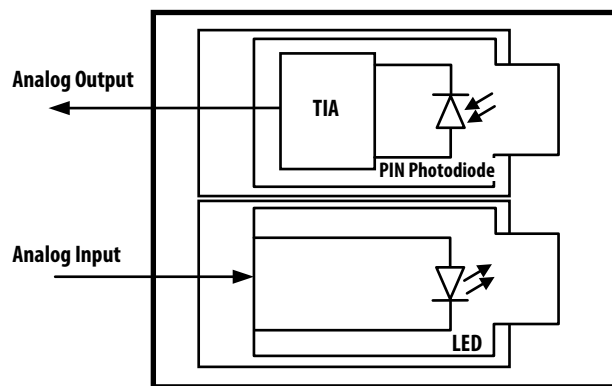 Analog Output
TIA
PIN Photodiode
Analog Input
LED